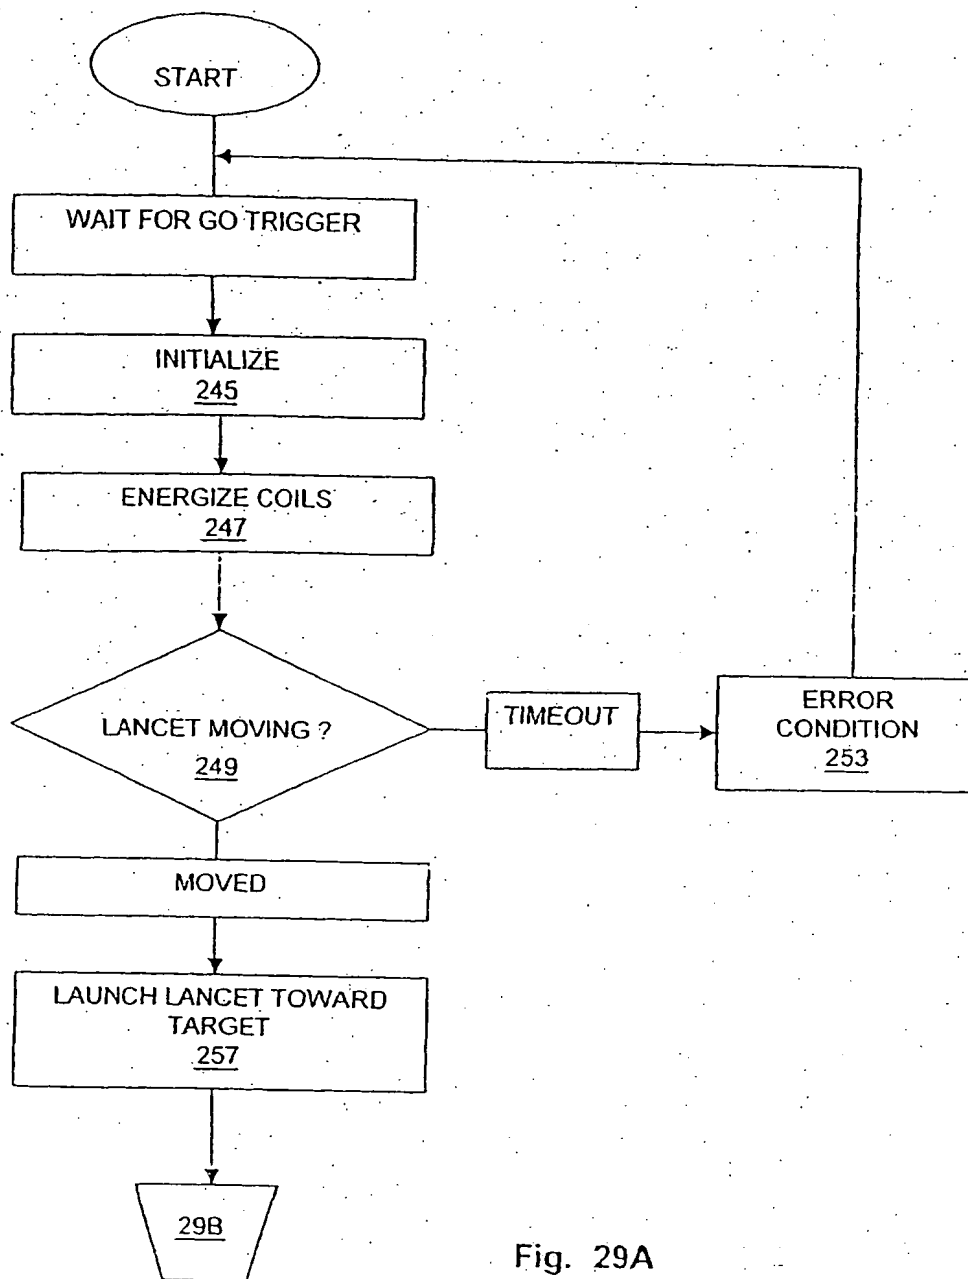 START
WAIT FOR GO TRIGGER
INITIALIZE
245
ENERGIZE COILS
247
LANCET MOVING ?
249
TIMEOUT
ERROR
CONDITION
253
MOVED
LAUNCH LANCET TOWARD
TARGET
257
29B
Fig. 29A